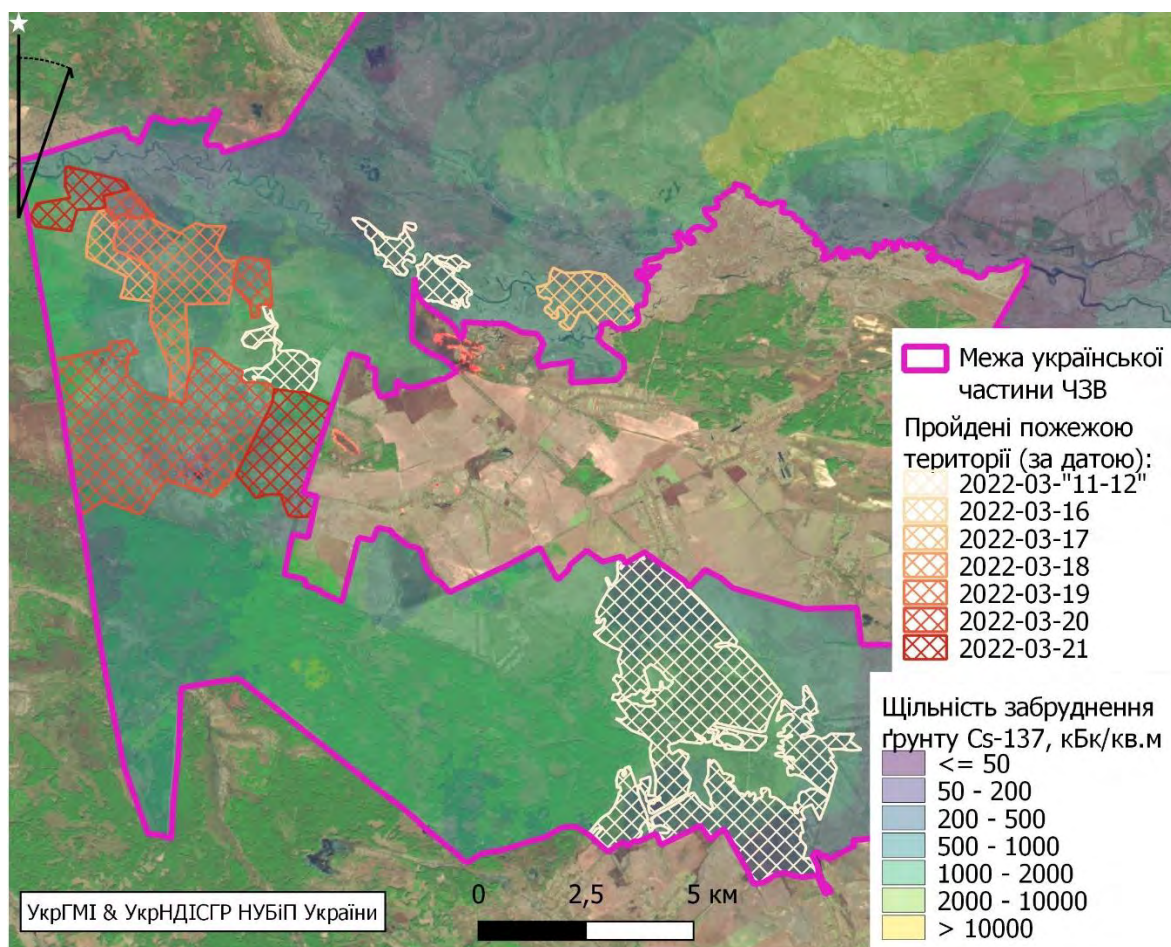 Межа української
частини ЧЗВ
Пройдені пожежою
території (за датою):
2022-03-"11-12"
2022-03-16
2022-03-17
2022-03-18
2022-03-19
2022-03-20
2022-03-21
Щільність забруднення
ґрунту Cs-137, кБк/кв.м
<= 50
50 - 200
200 - 500
500 - 1000
1000 - 2000
2000 - 10000
> 10000
0 2,5 5 км
УкрГМІ & УкрНДІСГР НУБіП України